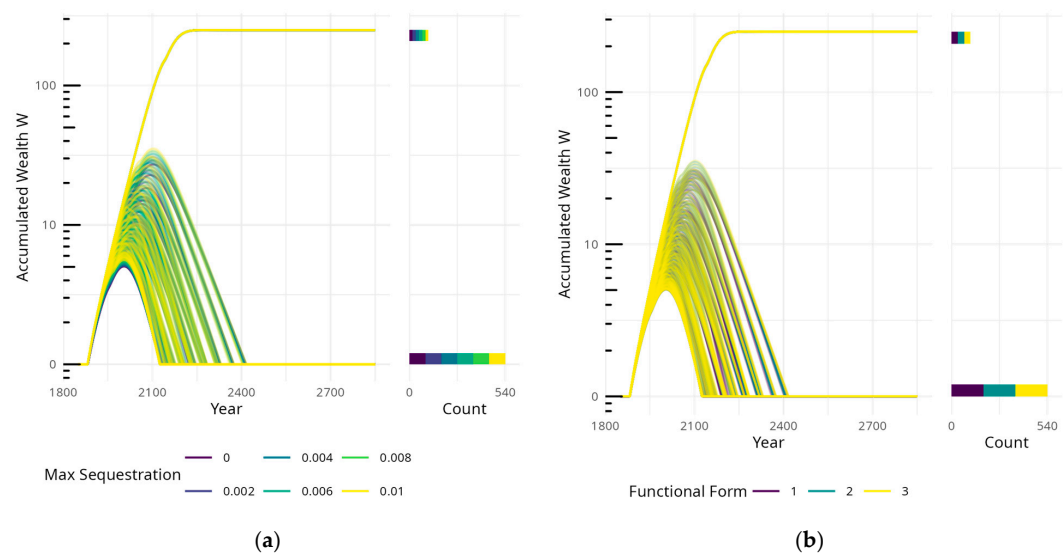 Accumulated Wealth W
100
10
0
1800 2100 2400 2700
Year
0 540
Count
Max Sequestration
0 0.004 0.008
0.002 0.006 0.01
(a)
Accumulated Wealth W
100
10
0
1800 2100 2400 2700
Year
0 540
Count
Functional Form 1 2 3
(b)